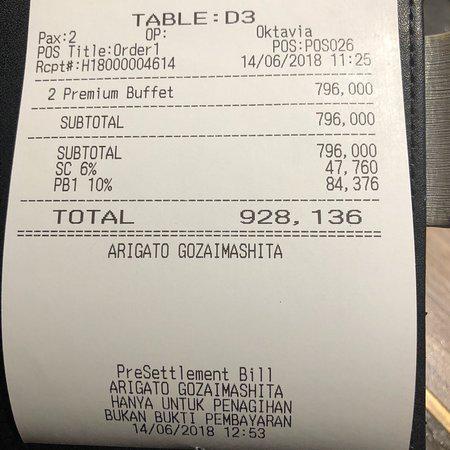 TABLE:D3
Pax:2 OP: Oktavia
POS Title:Order1 POS:POS026
Rcpt#:H18000004614 14/06/2018 11:25
2 Premium Buffet 796,000
SUBTOTAL 796,000
SUBTOTAL 796,000
SC 6% 47,760
PB1 10% 84,376
TOTAL 928,136
ARIGATO GOZAIMASHITA
PreSettlement Bill
ARIGATO GOZAIMASHITA
HANYA UNTUK PENAGIHAN
BUKAN BUKTI PEMBAYARAN
14/06/2018 12:53